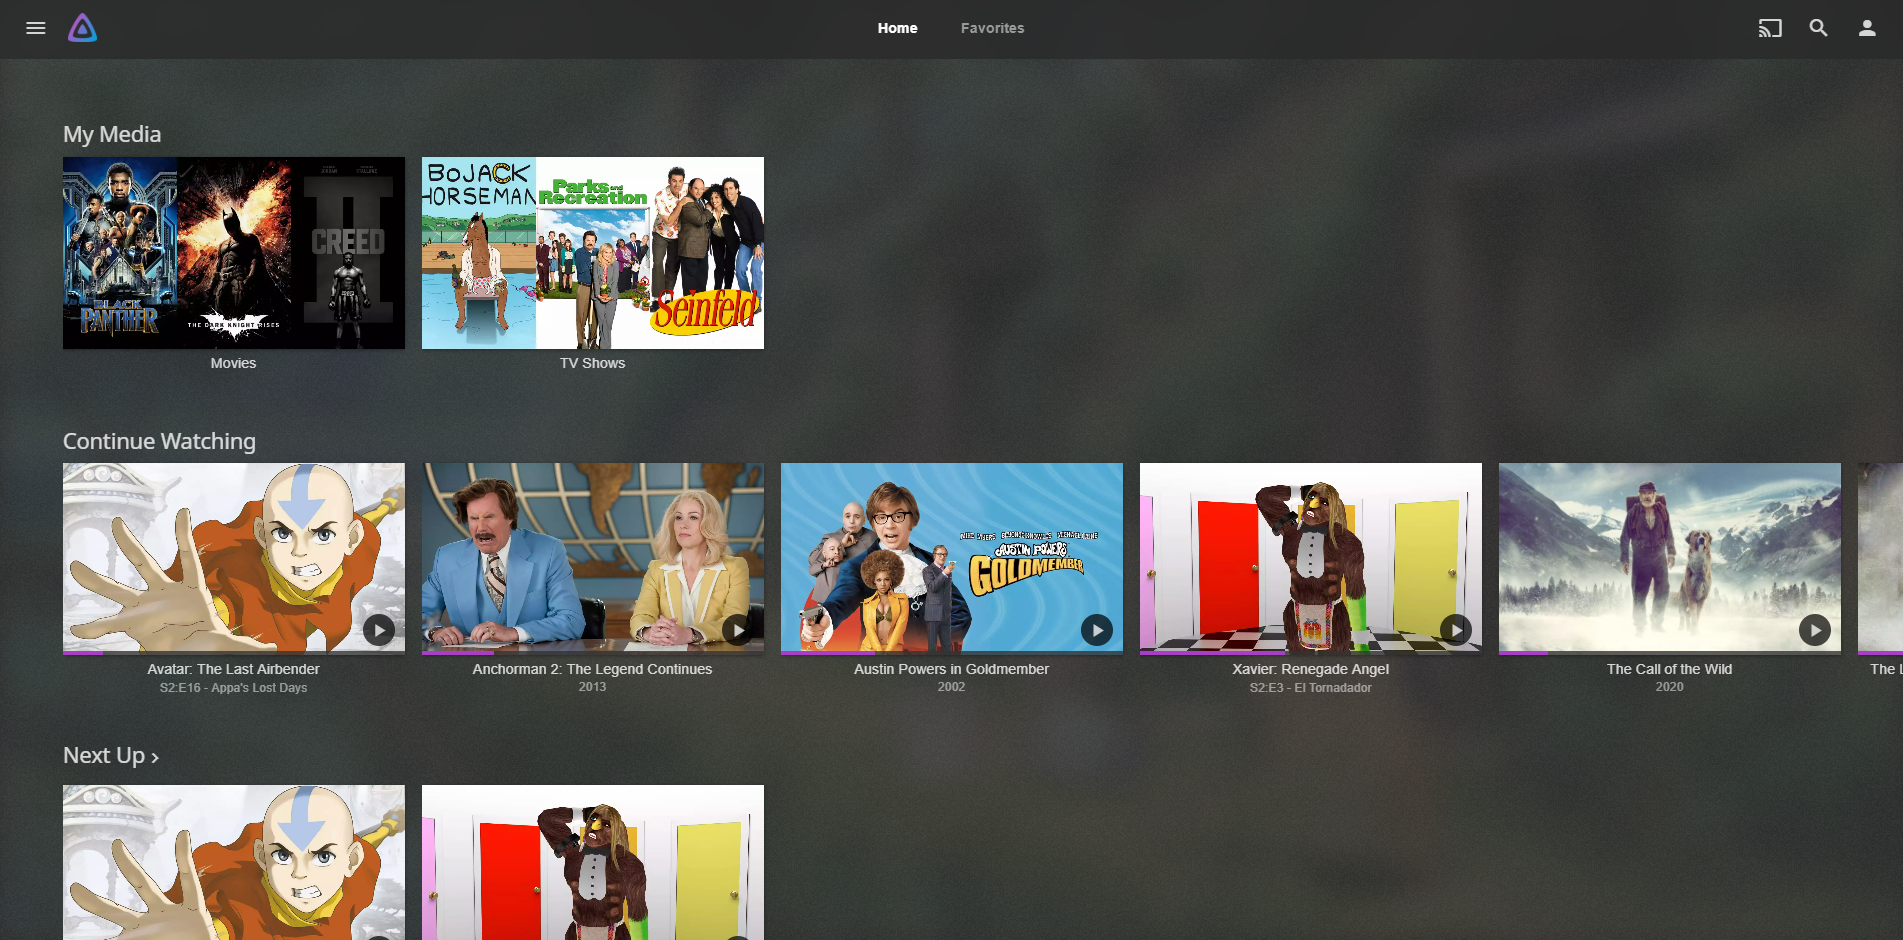 Home
Favorites
My Media
BLACK
PANTHER
THE DARK KNIGHT RISES
II
CREED
BOJACK
HORSEMAN
Parks and
Recreation
Seinfeld
Movies
TV Shows
Continue Watching
AUSTIN POWERS
GOLDMEMBER
Avatar: The Last Airbender
S2:E16 - Appa's Lost Days
Anchorman 2: The Legend Continues
2013
Austin Powers in Goldmember
2002
Xavier: Renegade Angel
S2:E3 - El Tornadador
The Call of the Wild
2020
The
Next Up ›